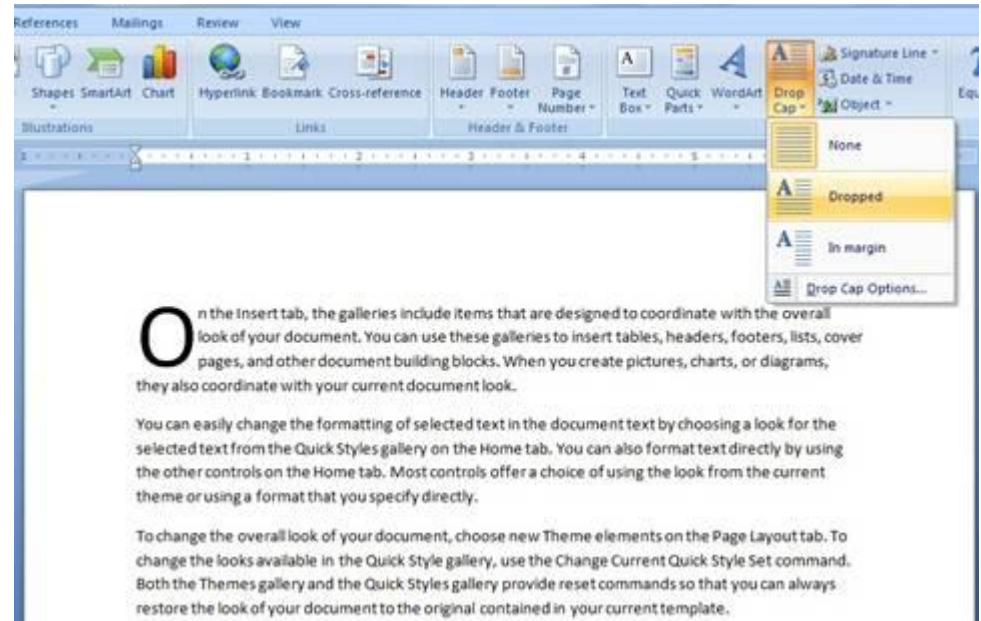 References Mailings Review View
Shapes SmartArt Chart Hyperlink Bookmark Cross-reference Header Footer Page Number Text Box Quick Parts WordArt Drop Cap Signature Line
Date & Time
Object
Illustrations Links Header & Footer
1 2 3 4 5
None
Dropped
In margin
Drop Cap Options...
On the Insert tab, the galleries include items that are designed to coordinate with the overall
look of your document. You can use these galleries to insert tables, headers, footers, lists, cover
pages, and other document building blocks. When you create pictures, charts, or diagrams,
they also coordinate with your current document look.
You can easily change the formatting of selected text in the document text by choosing a look for the
selected text from the Quick Styles gallery on the Home tab. You can also format text directly by using
the other controls on the Home tab. Most controls offer a choice of using the look from the current
theme or using a format that you specify directly.
To change the overall look of your document, choose new Theme elements on the Page Layout tab. To
change the looks available in the Quick Style gallery, use the Change Current Quick Style Set command.
Both the Themes gallery and the Quick Styles gallery provide reset commands so that you can always
restore the look of your document to the original contained in your current template.